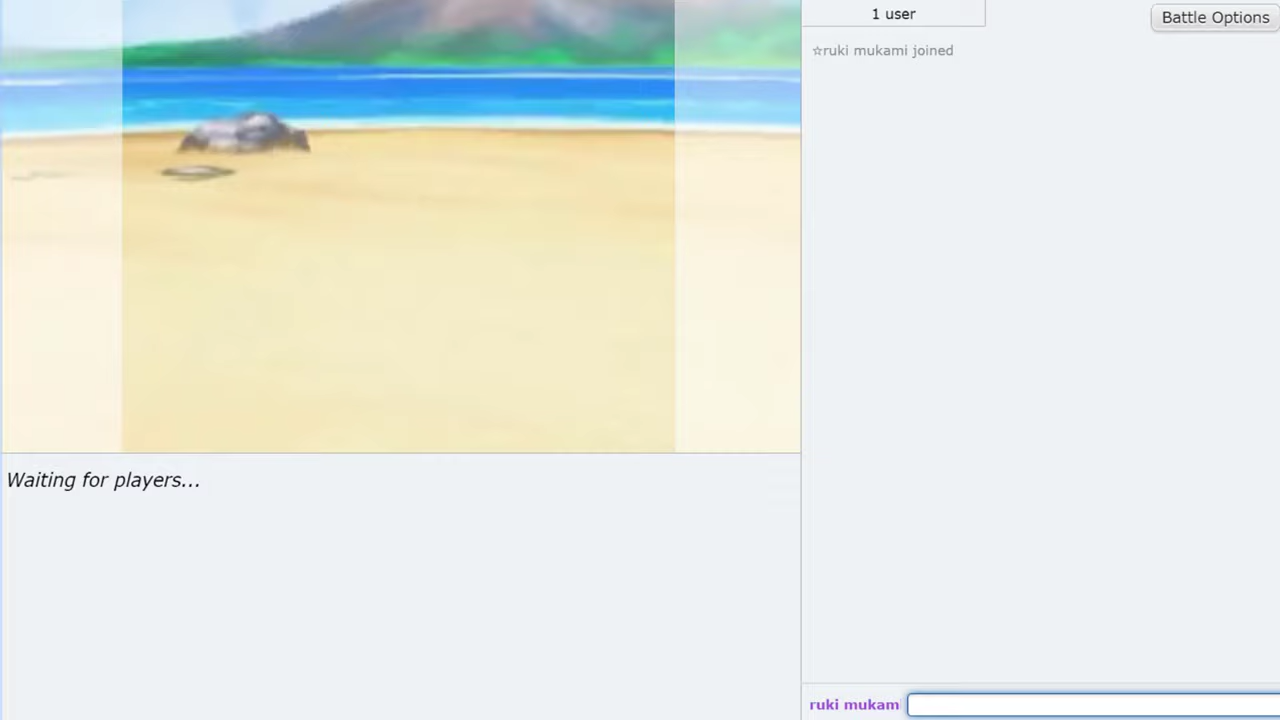 1 user
Battle Options
☆ruki mukami joined
Waiting for players...
ruki mukam